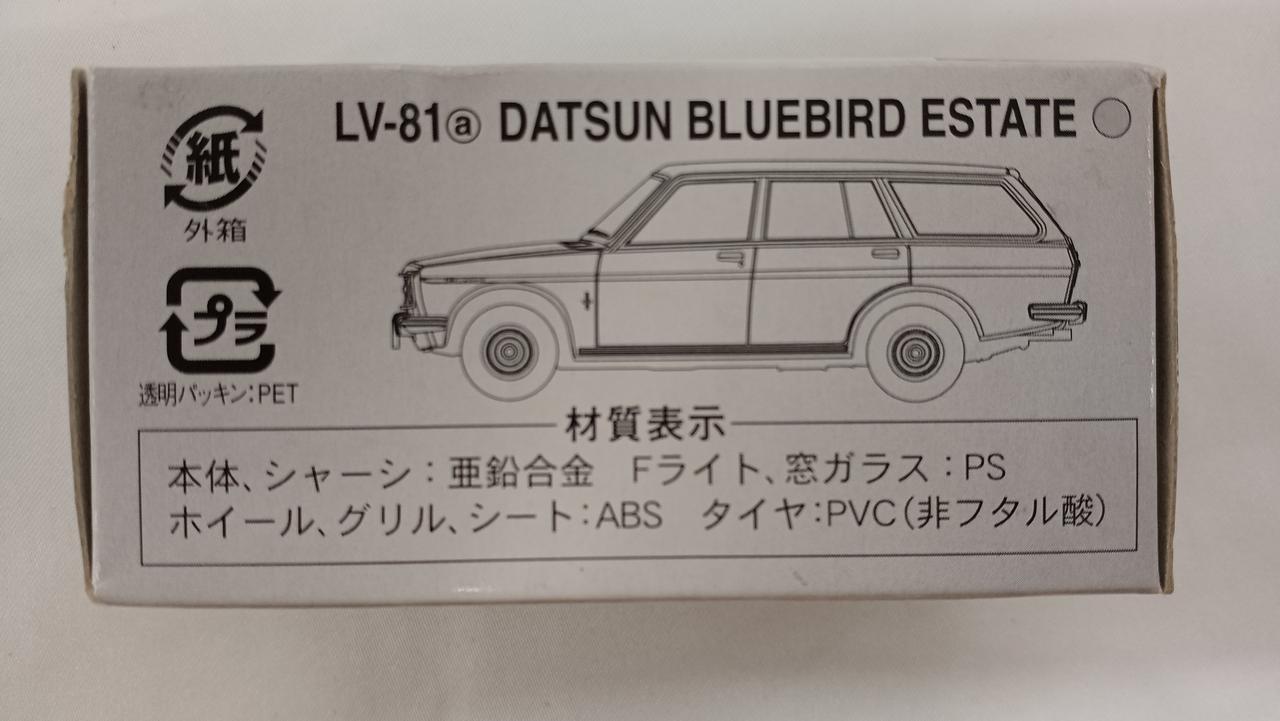 LV-81ⓐ DATSUN BLUEBIRD ESTATE
紙
外箱
プラ
透明パッキン:PET
材質表示
本体、シャーシ:亜鉛合金　Fライト、窓ガラス:PS
ホイール、グリル、シート:ABS　タイヤ:PVC(非フタル酸)